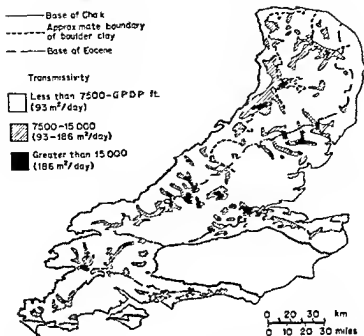 Base of Chalk
Approximate boundary
of boulder clay
Base of Eocene
Transmissivity
Less than 7500-GPDP ft.
(93 m²/day)
7500-15 000
(93-186 m²/day)
Greater than 15 000
(186 m²/day)
0 10 20 30 km
0 10 20 30 miles